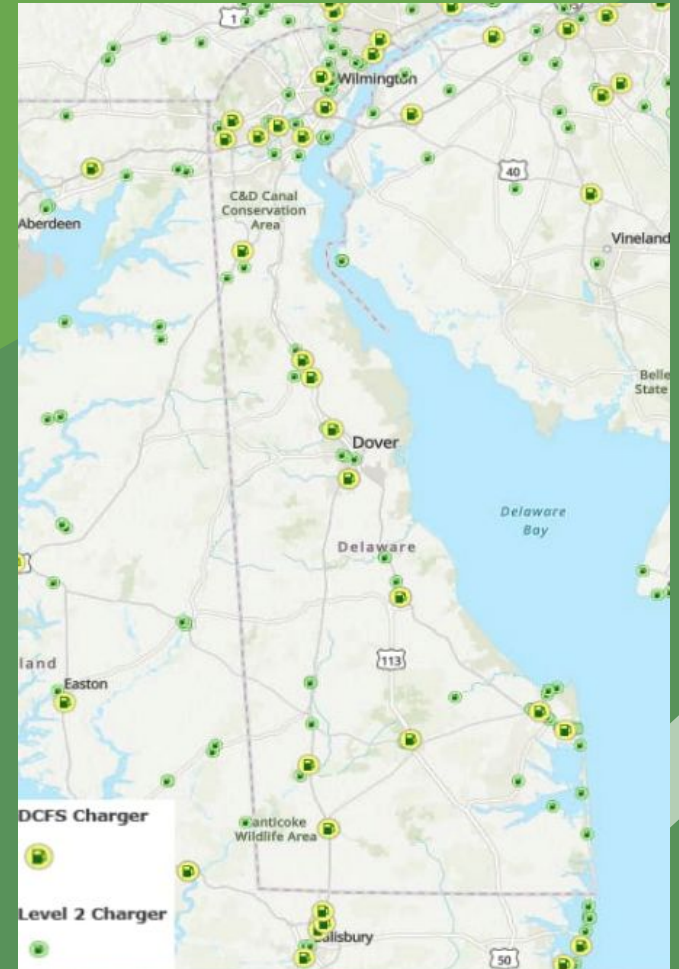 1
Wilmington
40
C&D Canal
Conservation
Area
Aberdeen
Vineland
Belle
State
Dover
Delaware
Bay
Delaware
113
land
Easton
DCFS Charger
anticoke
Wildlife Area
Level 2 Charger
alisbury
50